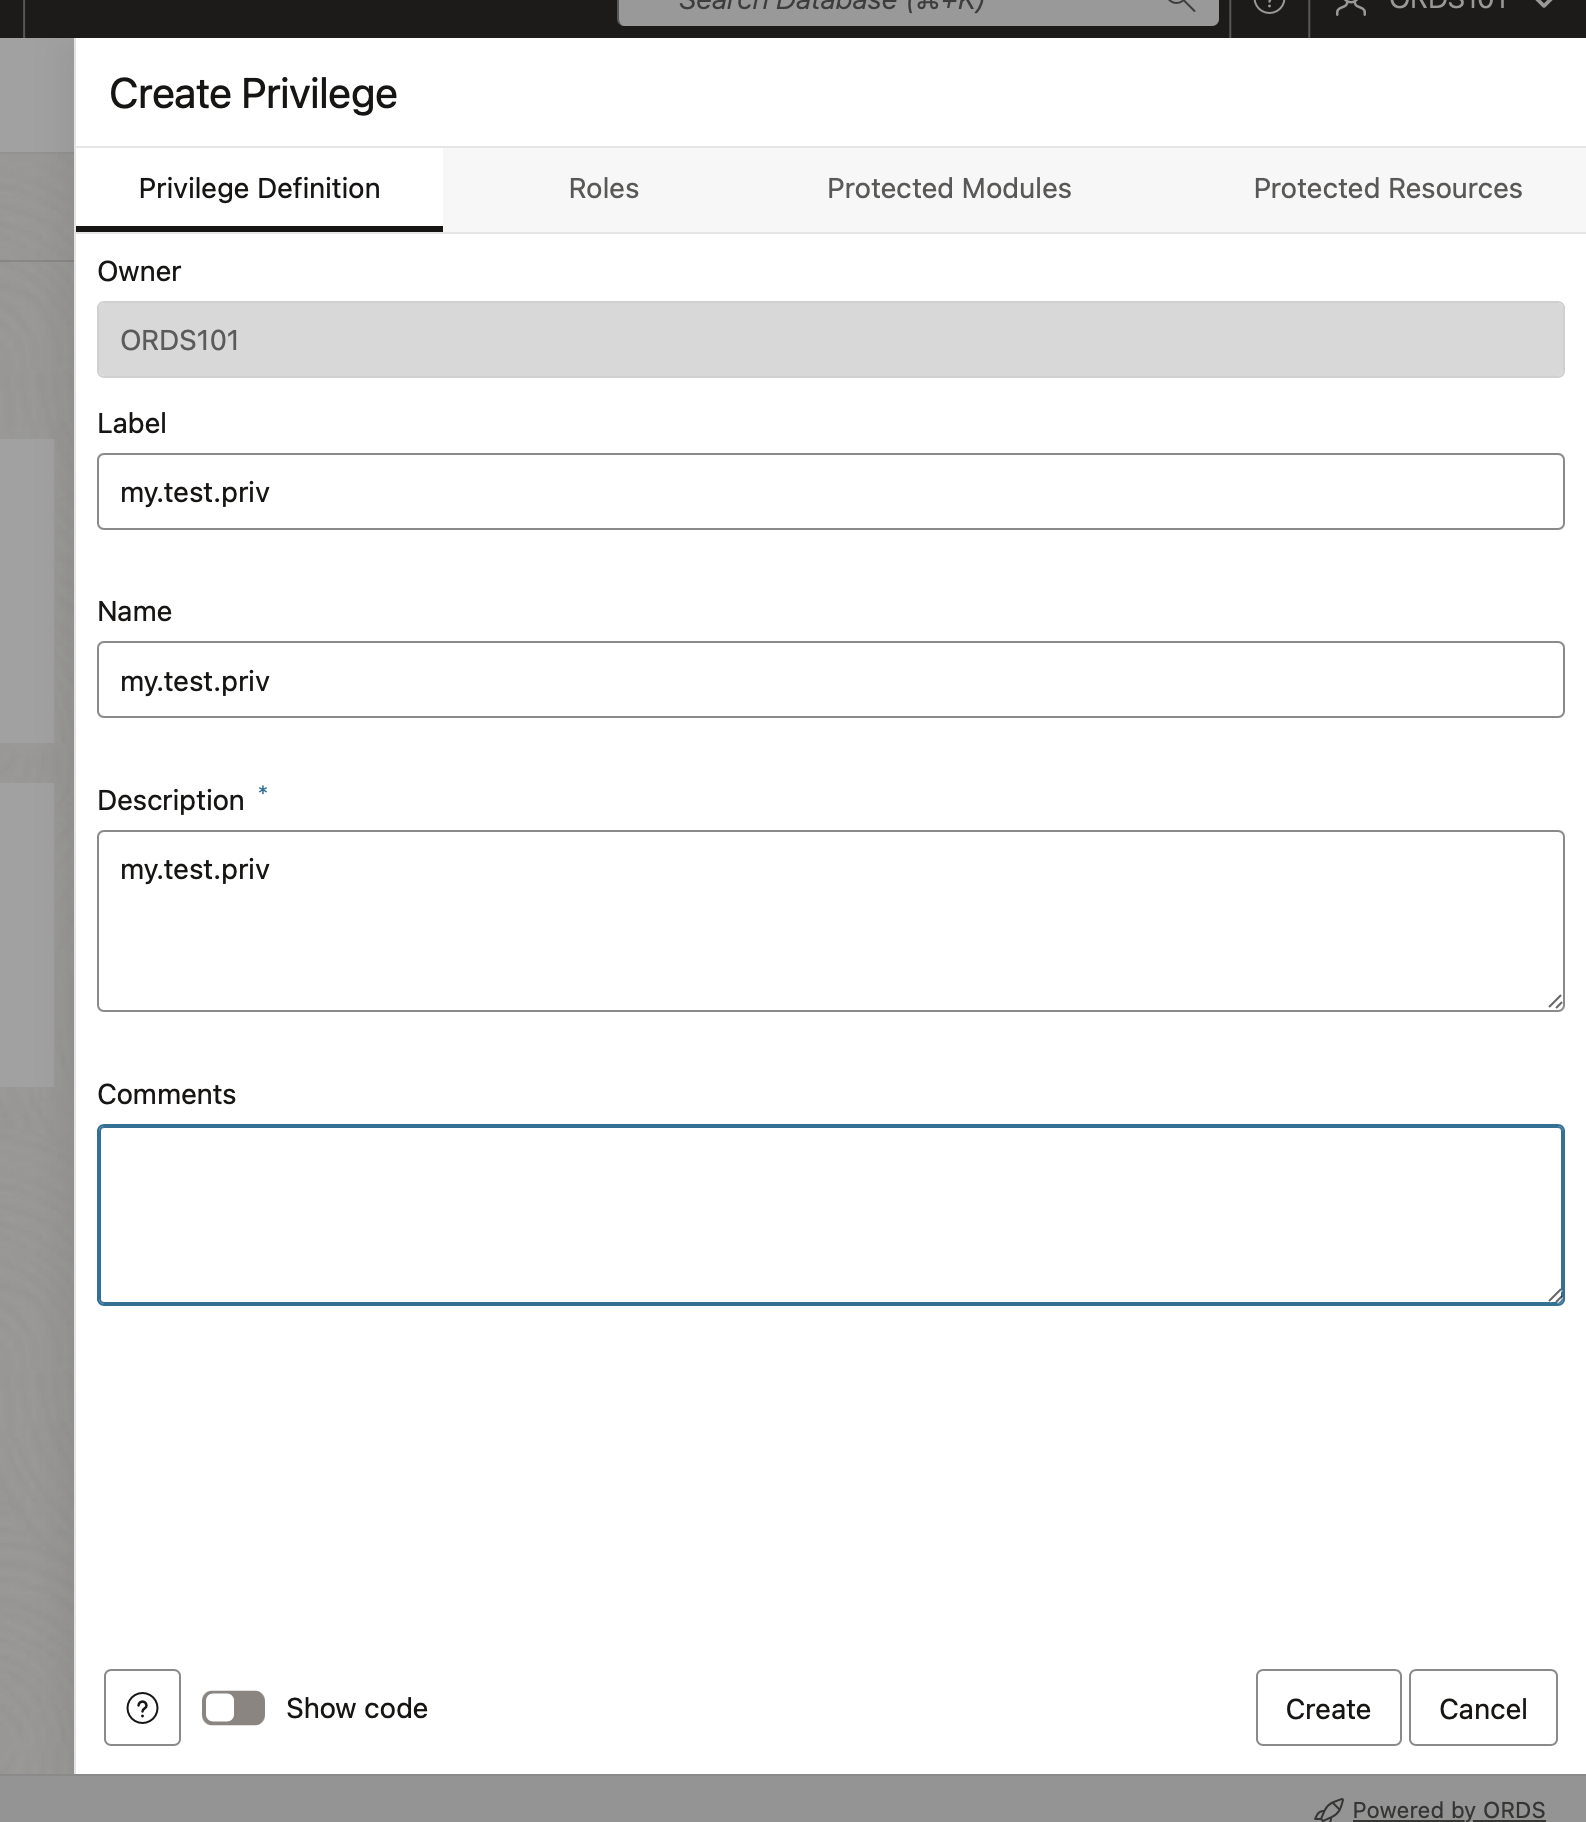 Search Database (⌘+K)
ORDS101
Create Privilege
Privilege Definition Roles Protected Modules Protected Resources
Owner
ORDS101
Label
my.test.priv
Name
my.test.priv
Description *
my.test.priv
Comments
Show code
Create Cancel
Powered by ORDS